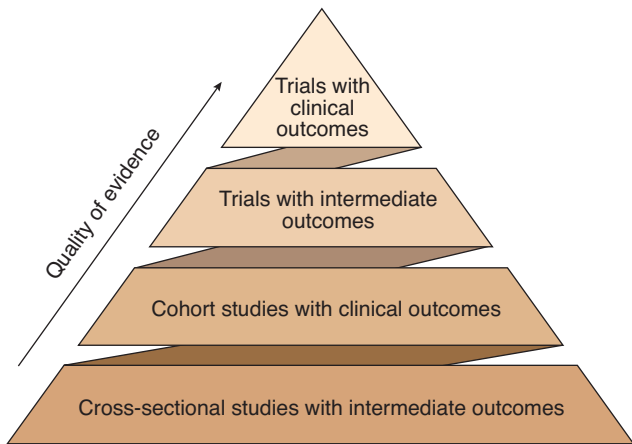 Trials with
clinical
outcomes
Quality of evidence
Trials with intermediate
outcomes
Cohort studies with clinical outcomes
Cross-sectional studies with intermediate outcomes